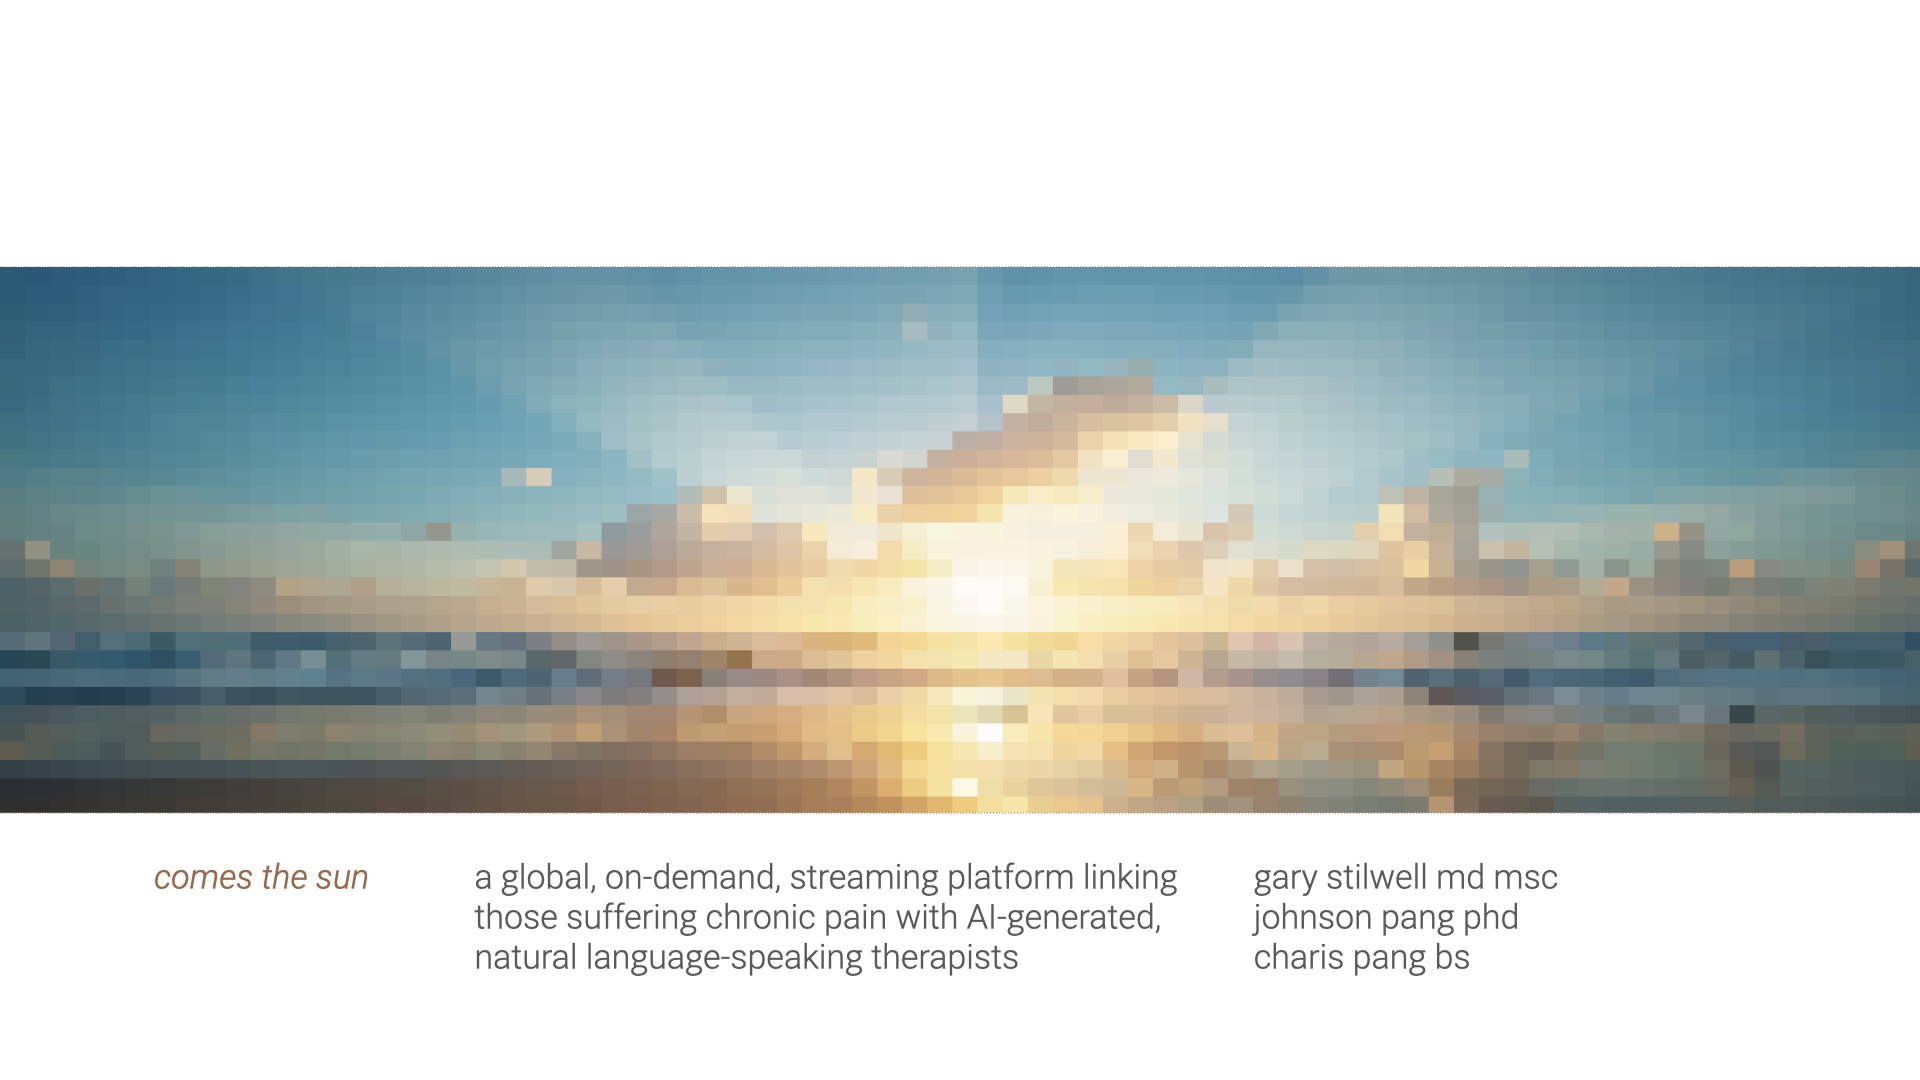 comes the sun
a global, on-demand, streaming platform linking
those suffering chronic pain with AI-generated,
natural language-speaking therapists
gary stilwell md msc
johnson pang phd
charis pang bs